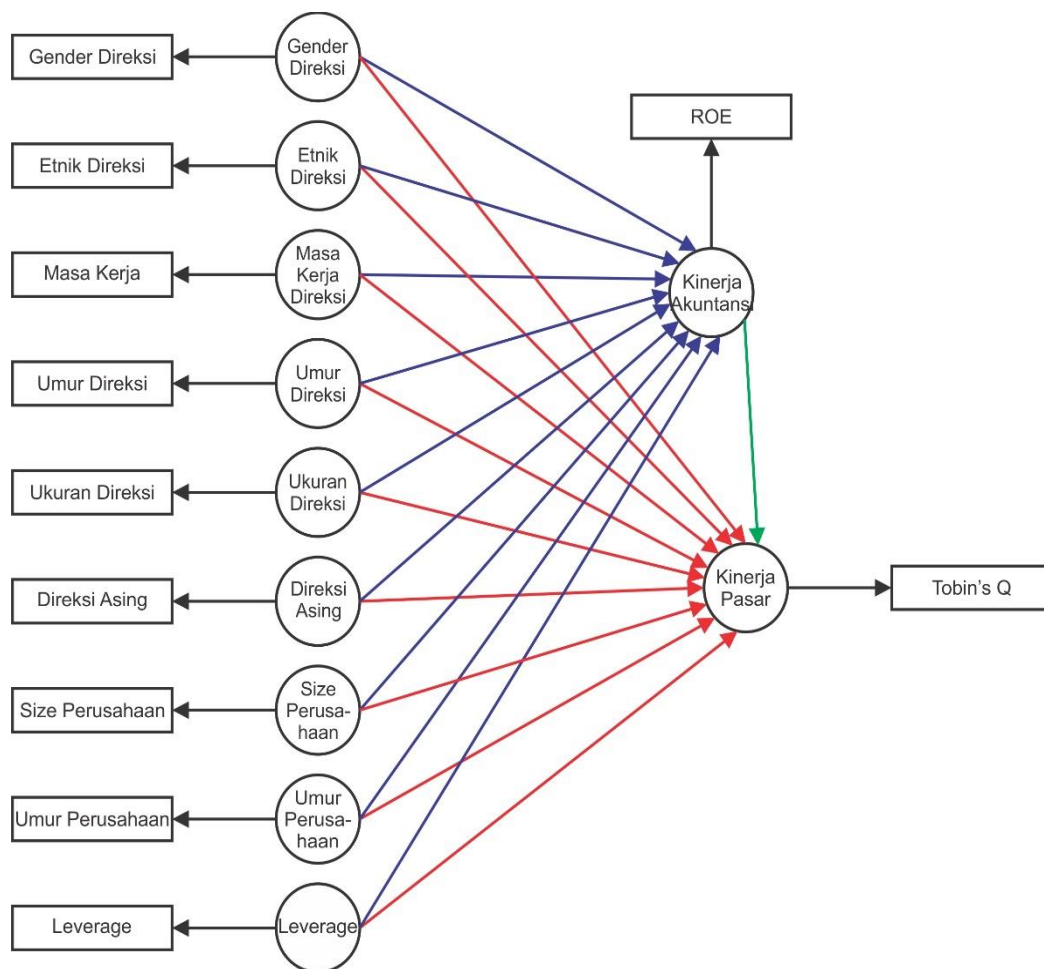 Gender Direksi
Gender
Direksi
ROE
Etnik Direksi
Etnik
Direksi
Masa Kerja
Masa
Kerja
Direksi
Kinerja
Akuntansi
Umur Direksi
Umur
Direksi
Ukuran Direksi
Ukuran
Direksi
Direksi Asing
Direksi
Asing
Kinerja
Pasar
Tobin's Q
Size Perusahaan
Size
Perusa-
haan
Umur Perusahaan
Umur
Perusa-
haan
Leverage
Leverage